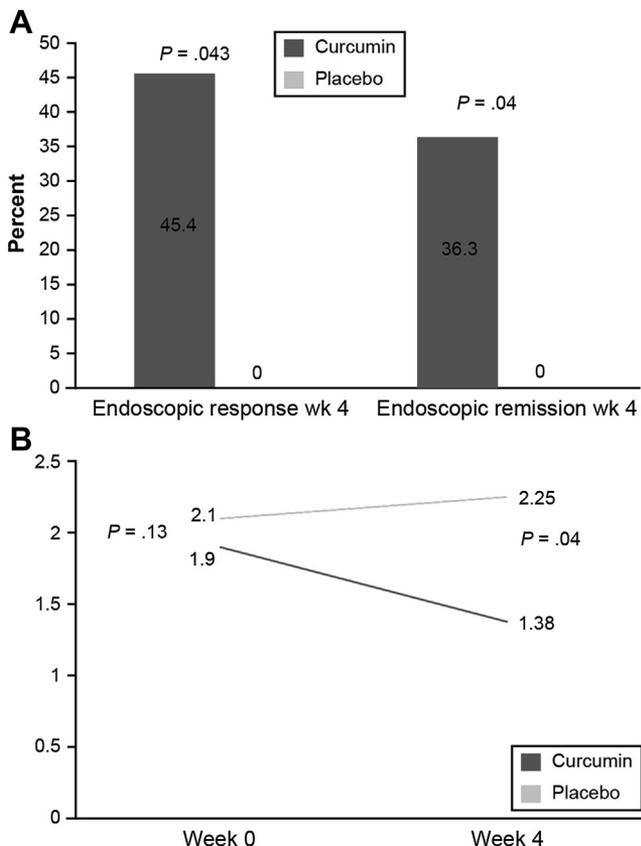 A
50
45
40
35
30
25
20
15
10
5
0
Percent
P = .043
Curcumin
Placebo
P = .04
45.4
36.3
0
0
Endoscopic response wk 4
Endoscopic remission wk 4
B
2.5
2
1.5
1
0.5
0
P = .13
2.1
1.9
2.25
P = .04
1.38
Curcumin
Placebo
Week 0
Week 4